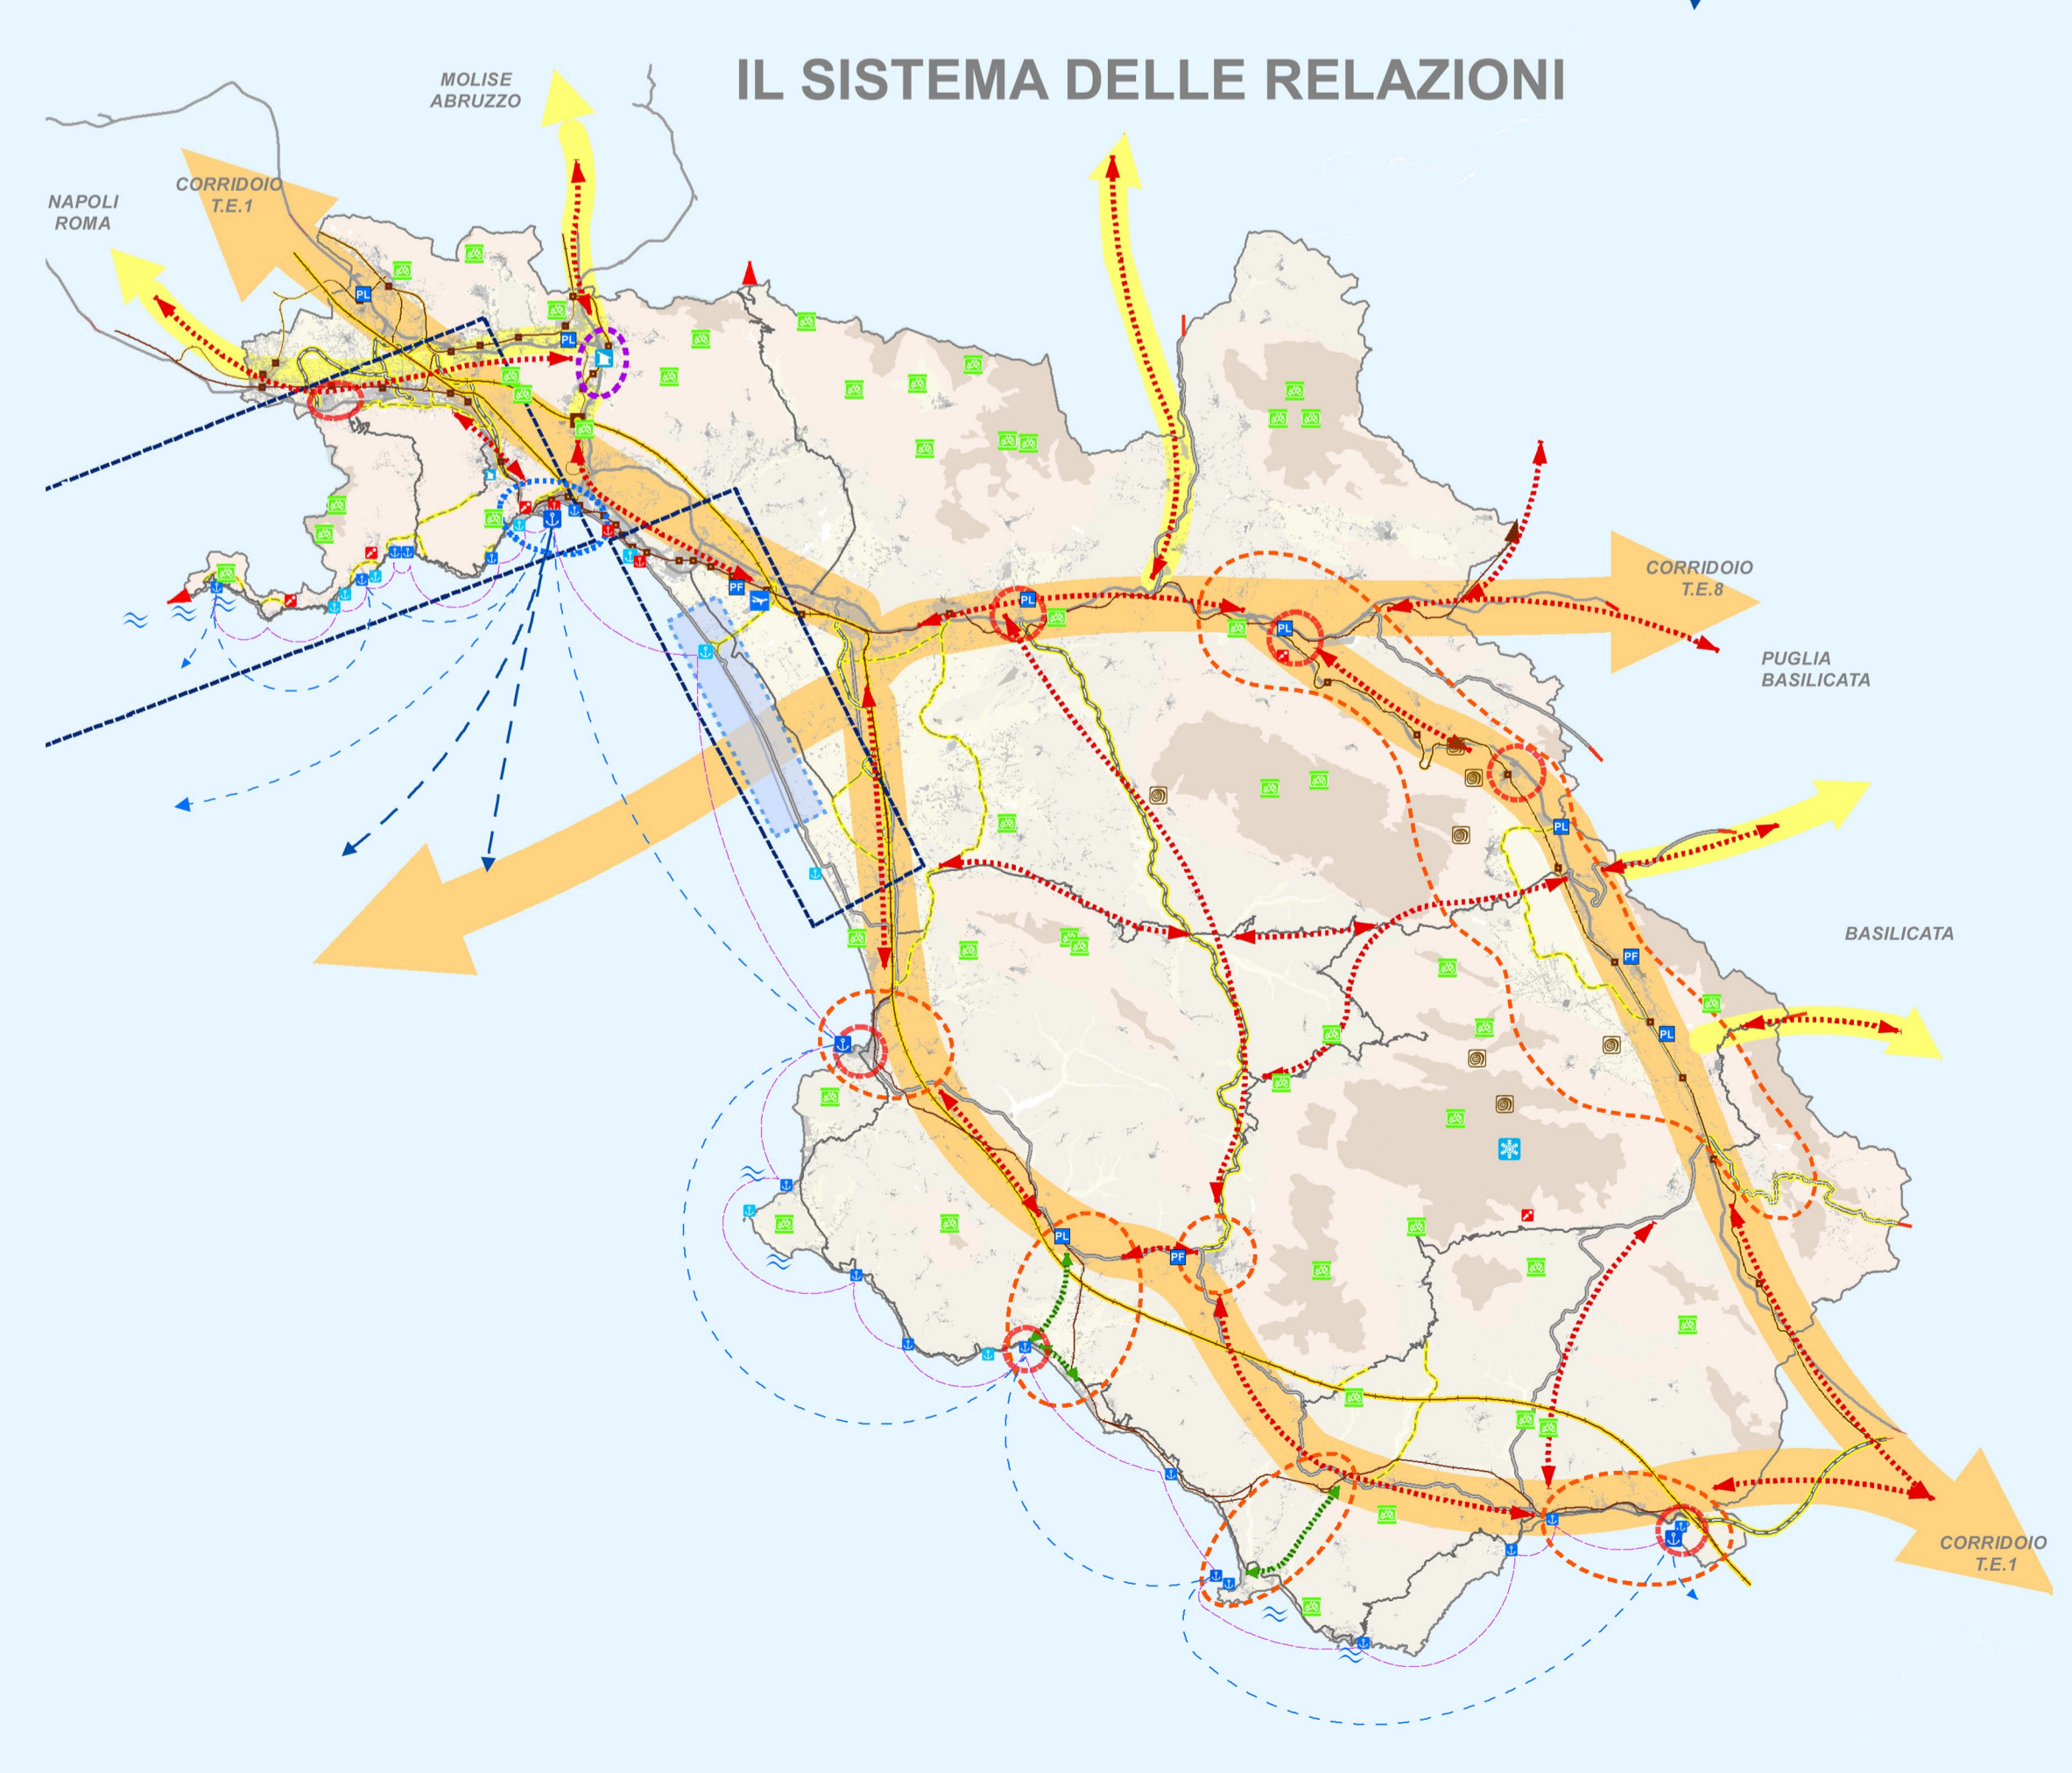 IL SISTEMA DELLE RELAZIONI
MOLISE
ABRUZZO
CORRIDOIO
T.E.1
NAPOLI
ROMA
PL
PL
PF
PL
CORRIDOIO
T.E.8
PL
PUGLIA
BASILICATA
PL
BASILICATA
PF
PL
PL
PF
CORRIDOIO
T.E.1